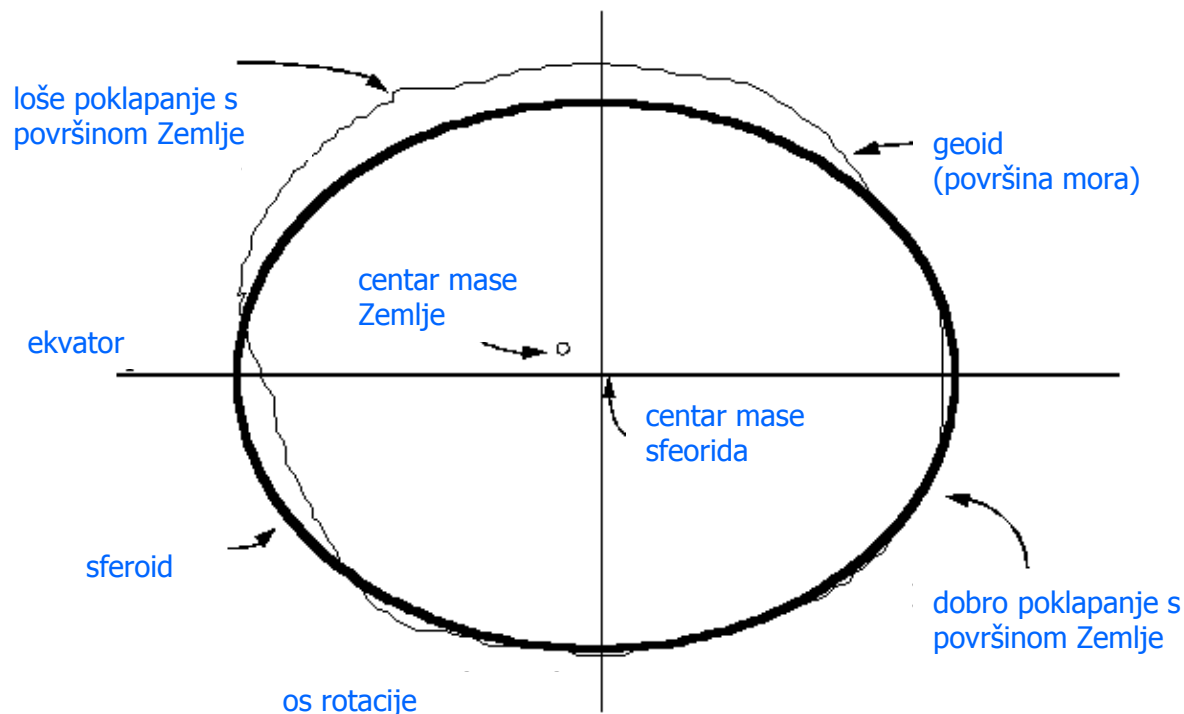 loše poklapanje s
površinom Zemlje
geoid
(površina mora)
centar mase
Zemlje
ekvator
centar mase
sfeorida
sferoid
dobro poklapanje s
površinom Zemlje
os rotacije